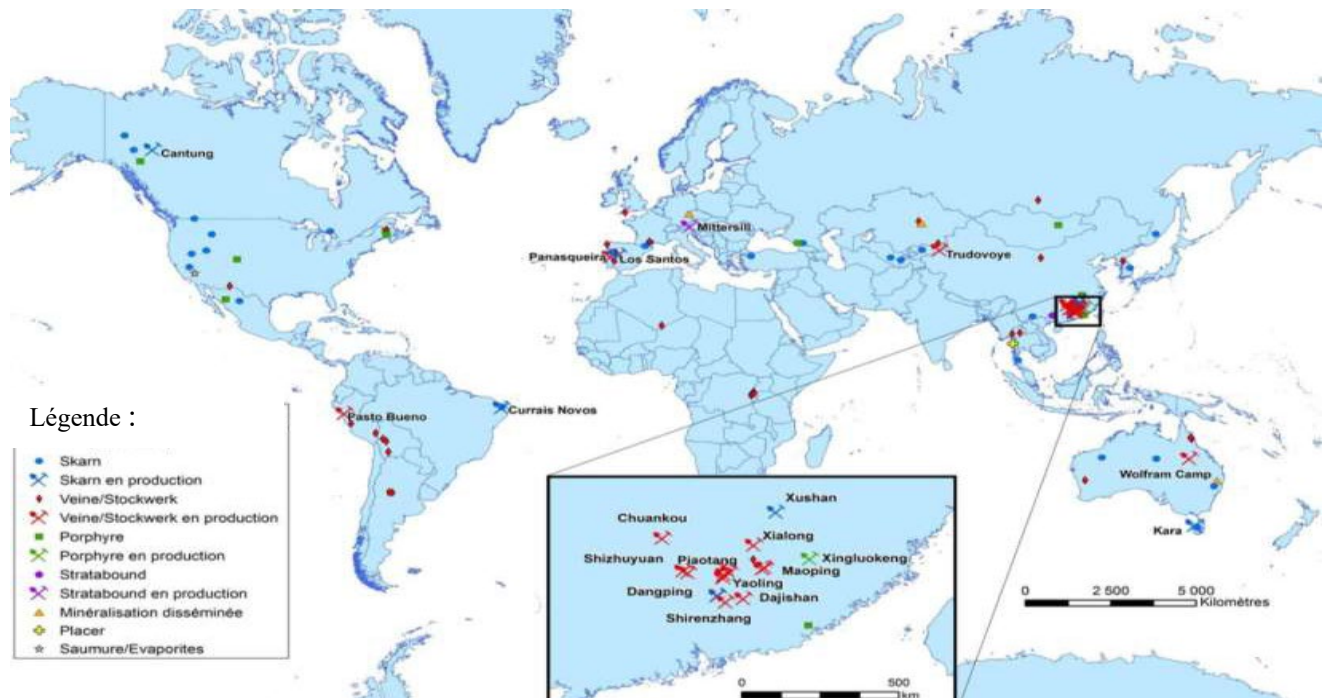 Cantung
Mittersill
Panasqueira
Los Santos
Trudovoye
Pasto Bueno
Currais Novos
Wolfram Camp
Kara
Légende :
Skarn
Skarn en production
Veine/Stockwerk
Veine/Stockwerk en production
Porphyre
Porphyre en production
Stratabound
Stratabound en production
Minéralisation disséminée
Placer
Saumure/Evaporites
Xushan
Chuankou
Xialong
Shizhuyuan
Piaotang
Xingluokeng
Maoping
Yaoling
Dangping
Dajishan
Shirenzhang
0 500
km
0 2 500 5 000
Kilomètres